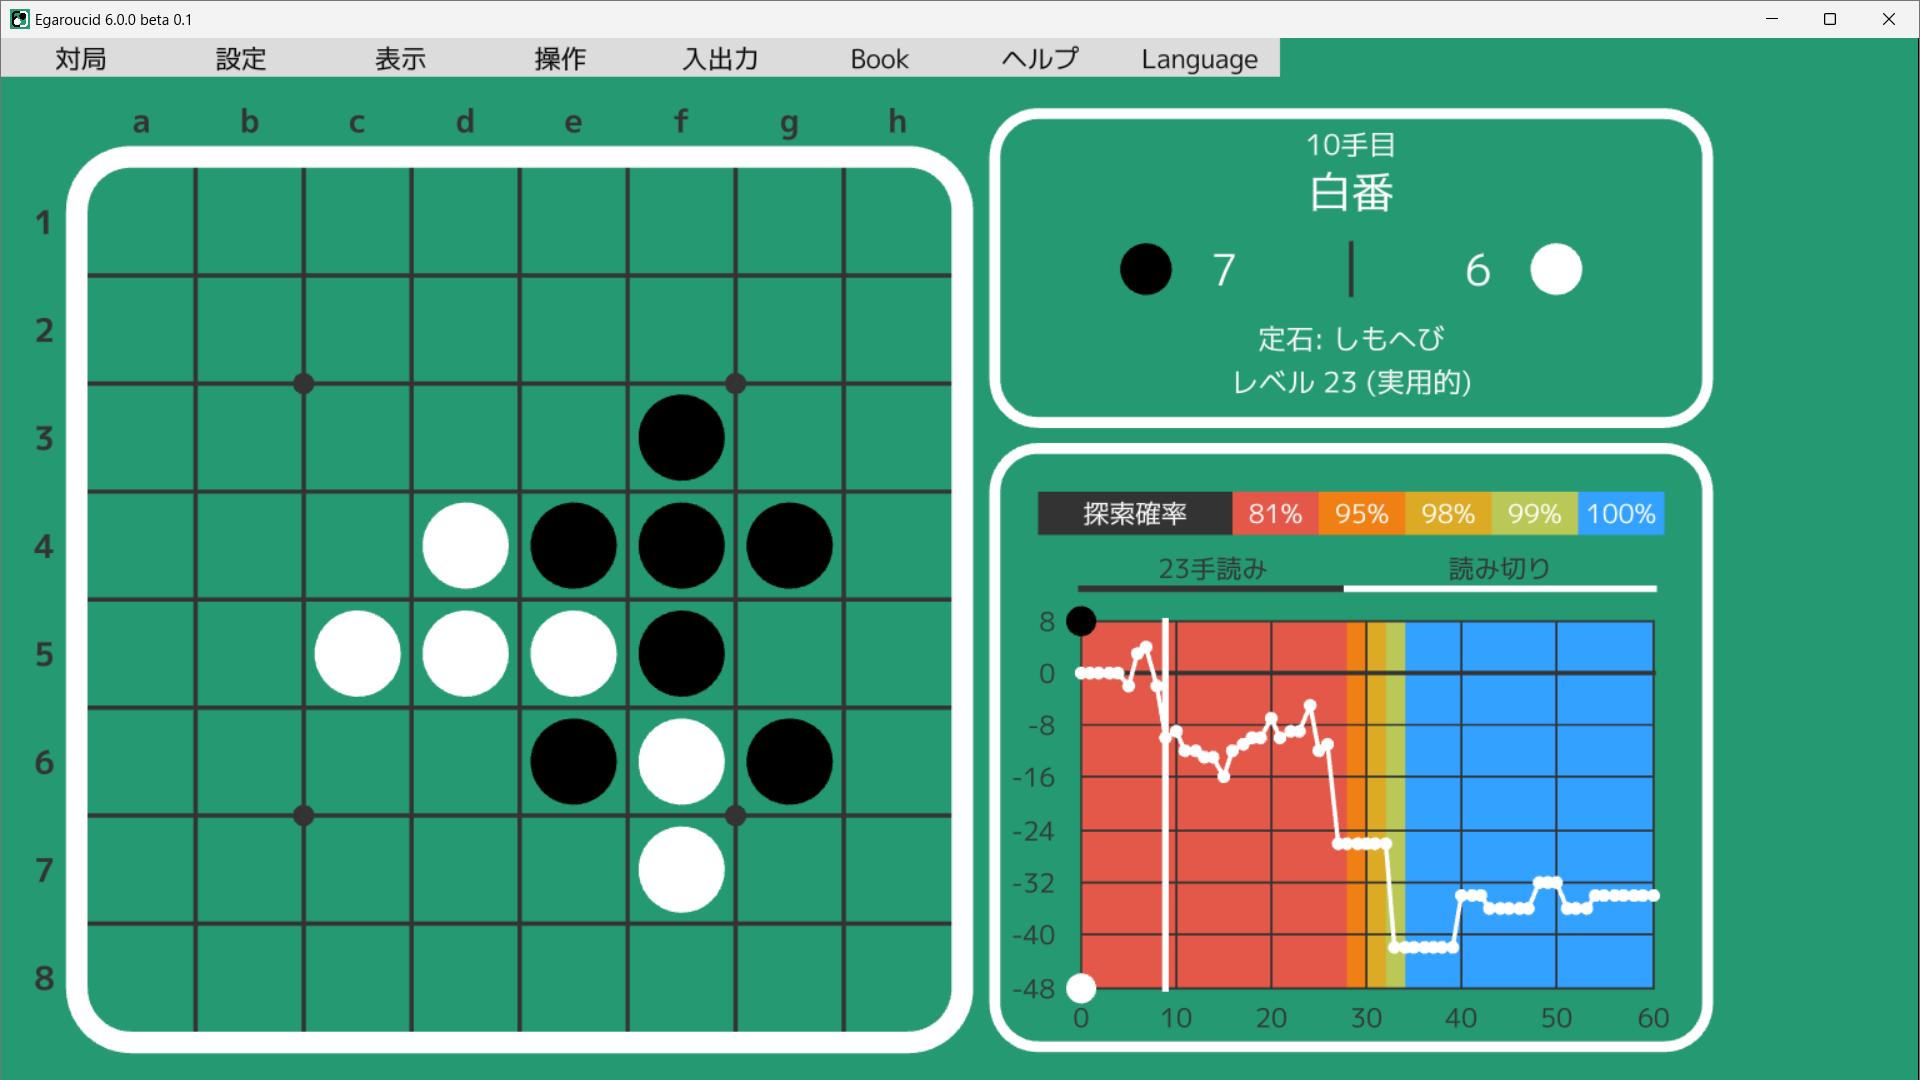 Egaroucid 6.0.0 beta 0.1
対局 設定 表示 操作 入出力 Book ヘルプ Language
a b c d e f g h
1
2
3
4
5
6
7
8
10手目
白番
7 6
定石: しもへび
レベル 23 (実用的)
探索確率 81% 95% 98% 99% 100%
23手読み 読み切り
8
0
-8
-16
-24
-32
-40
-48
0 10 20 30 40 50 60